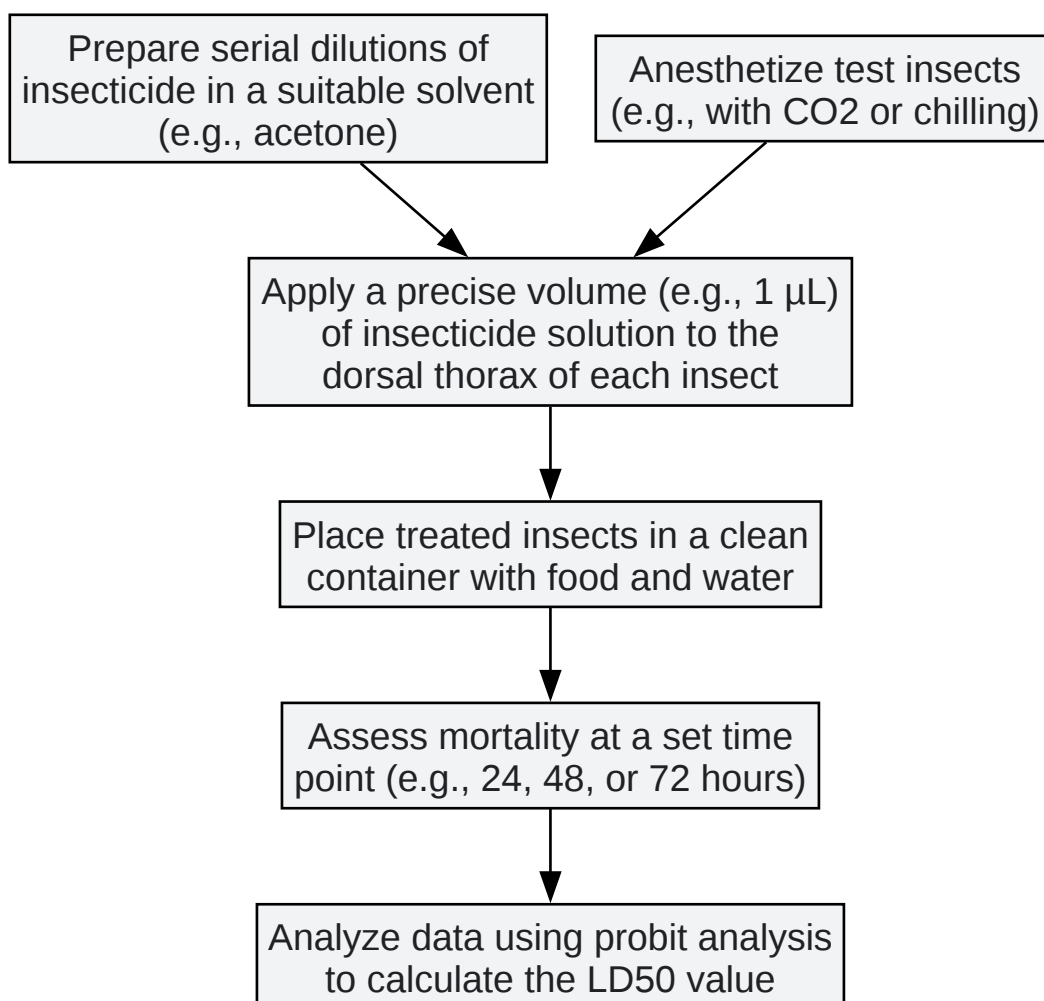 Prepare serial dilutions of
insecticide in a suitable solvent
(e.g., acetone)
Anesthetize test insects
(e.g., with CO2 or chilling)
Apply a precise volume (e.g., 1 µL)
of insecticide solution to the
dorsal thorax of each insect
Place treated insects in a clean
container with food and water
Assess mortality at a set time
point (e.g., 24, 48, or 72 hours)
Analyze data using probit analysis
to calculate the LD50 value